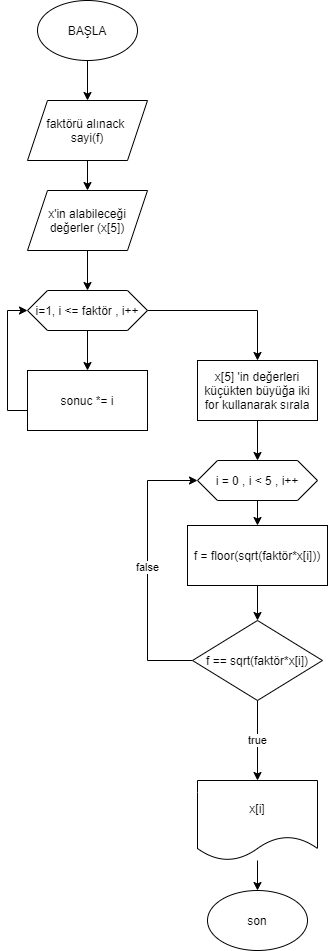 BAŞLA
faktörü alınack
sayi(f)
x'in alabileceği
değerler (x[5])
i=1, i <= faktör , i++
sonuc *= i
x[5] 'in değerleri
küçükten büyüğa iki
for kullanarak sırala
i = 0 , i < 5 , i++
f = floor(sqrt(faktör*x[i]))
false
f == sqrt(faktör*x[i])
true
x[i]
son